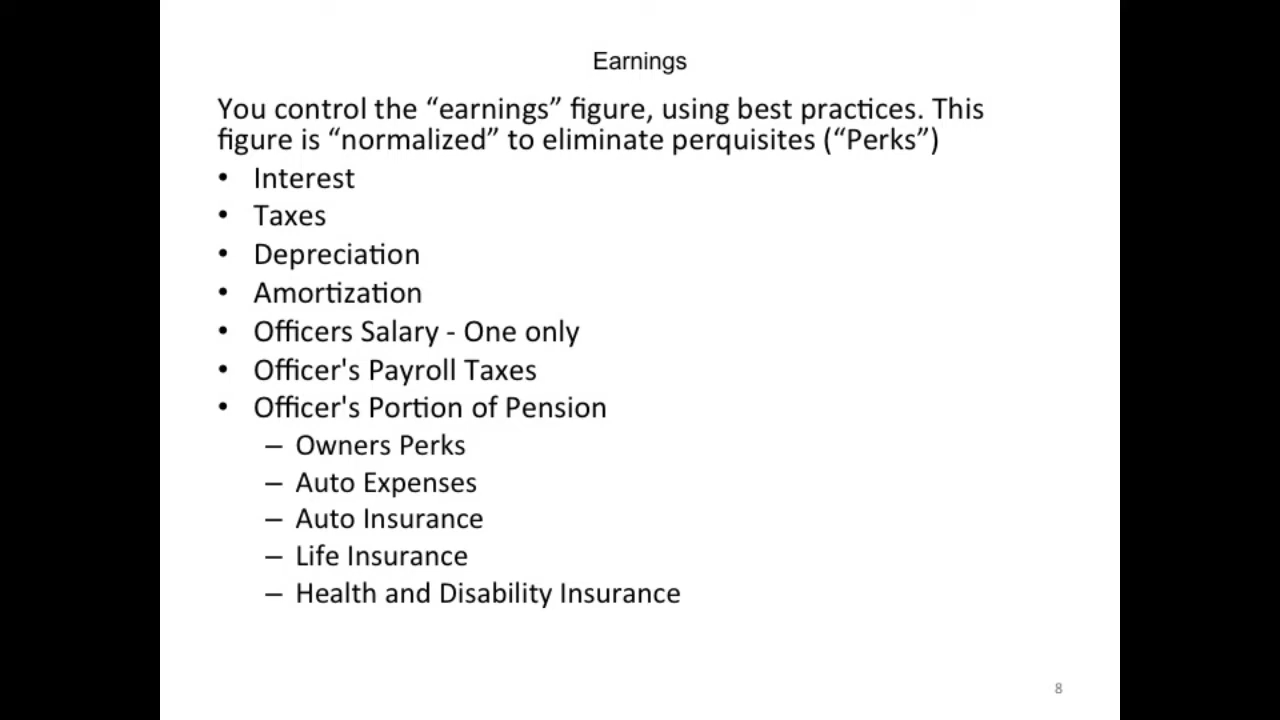 Earnings
You control the “earnings” figure, using best practices. This
figure is “normalized” to eliminate perquisites (“Perks”)
• Interest
• Taxes
• Depreciation
• Amortization
• Officers Salary - One only
• Officer's Payroll Taxes
• Officer's Portion of Pension
– Owners Perks
– Auto Expenses
– Auto Insurance
– Life Insurance
– Health and Disability Insurance
8